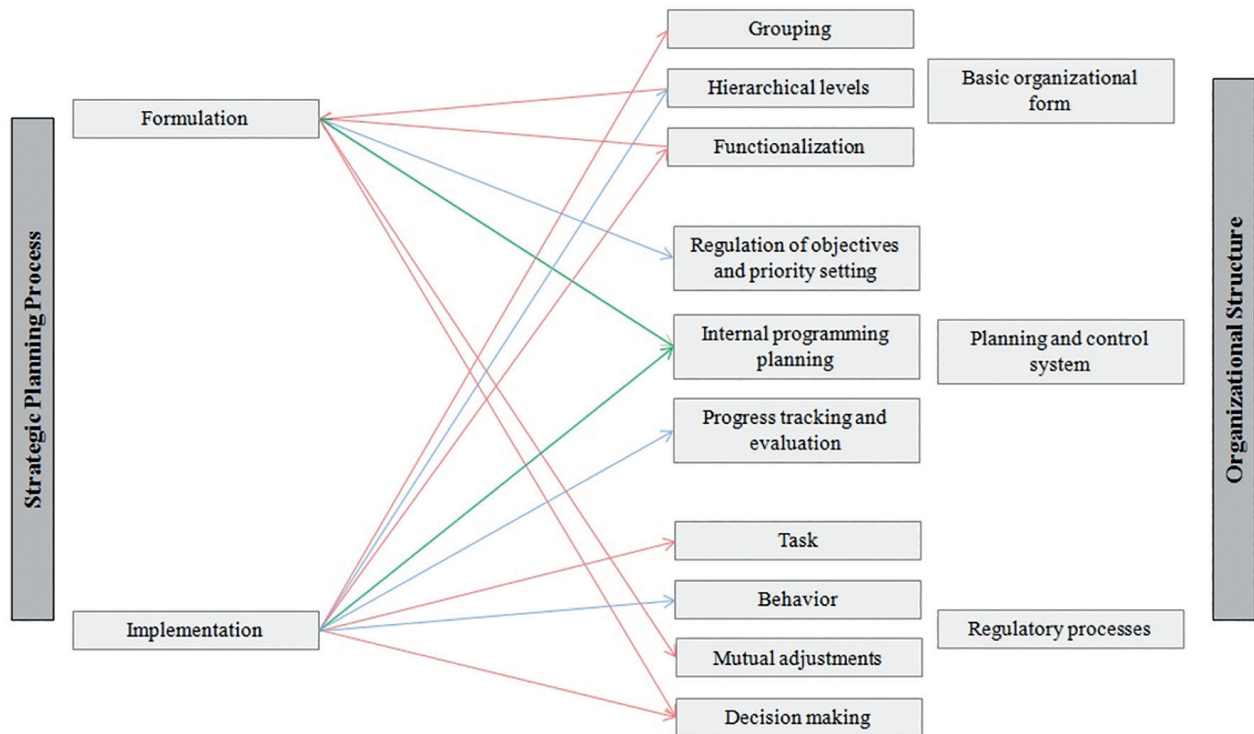 Strategic Planning Process
Formulation
Implementation
Grouping
Hierarchical levels
Functionalization
Regulation of objectives
and priority setting
Internal programming
planning
Progress tracking and
evaluation
Task
Behavior
Mutual adjustments
Decision making
Basic organizational
form
Planning and control
system
Regulatory processes
Organizational Structure